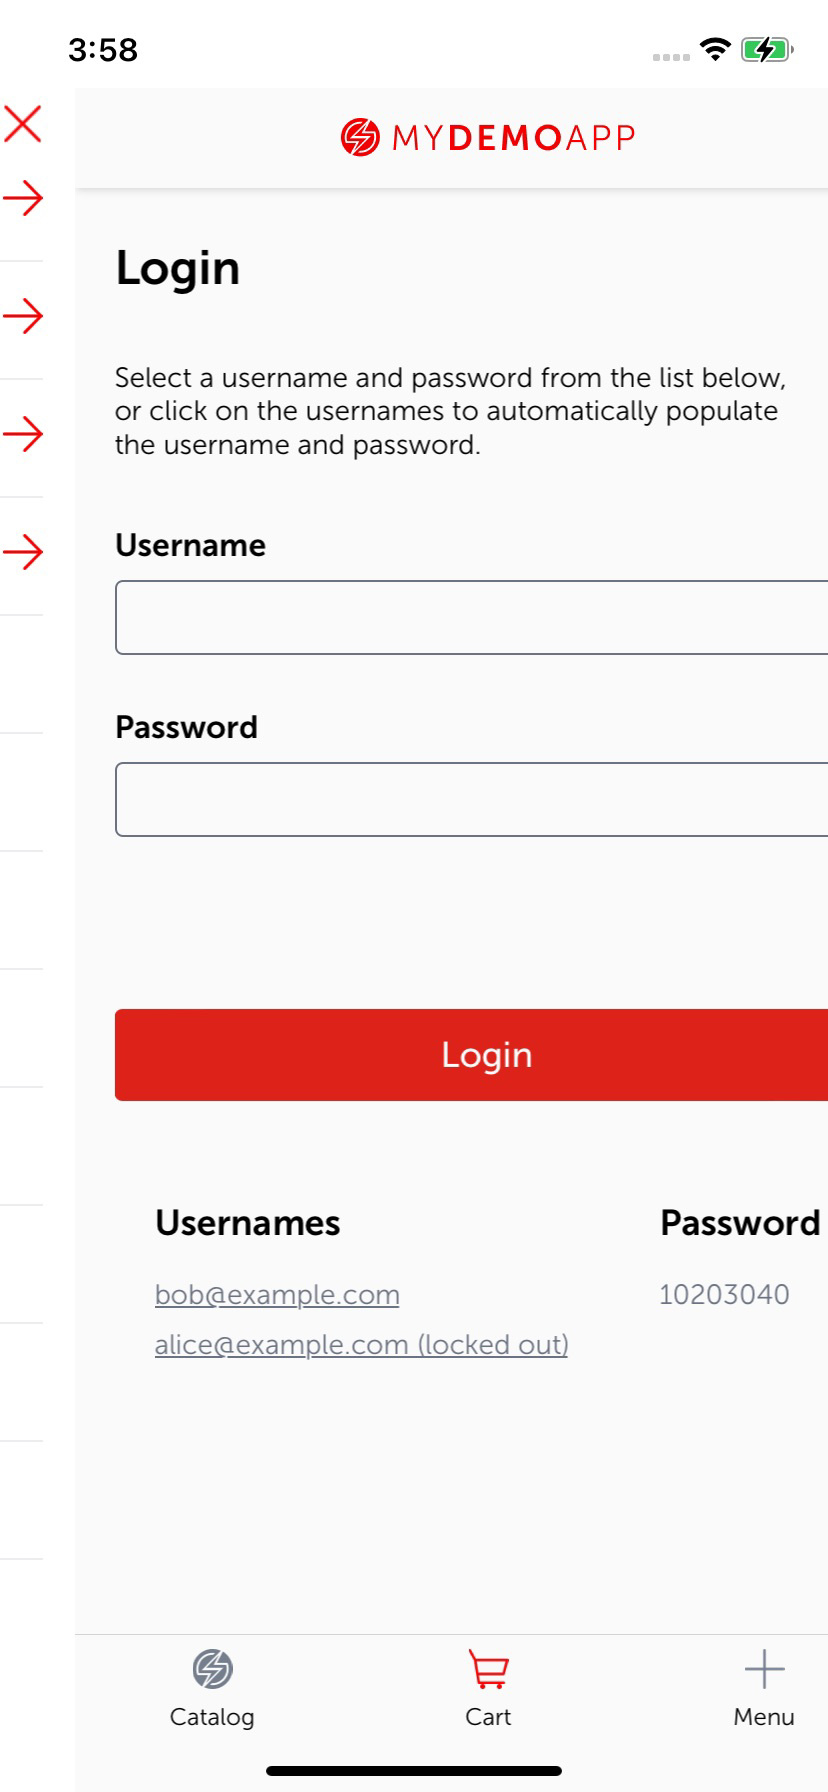 3:58
MYDEMOAPP
Login
Select a username and password from the list below,
or click on the usernames to automatically populate
the username and password.
Username
Password
Login
Usernames
Password
bob@example.com
10203040
alice@example.com (locked out)
Catalog
Cart
Menu